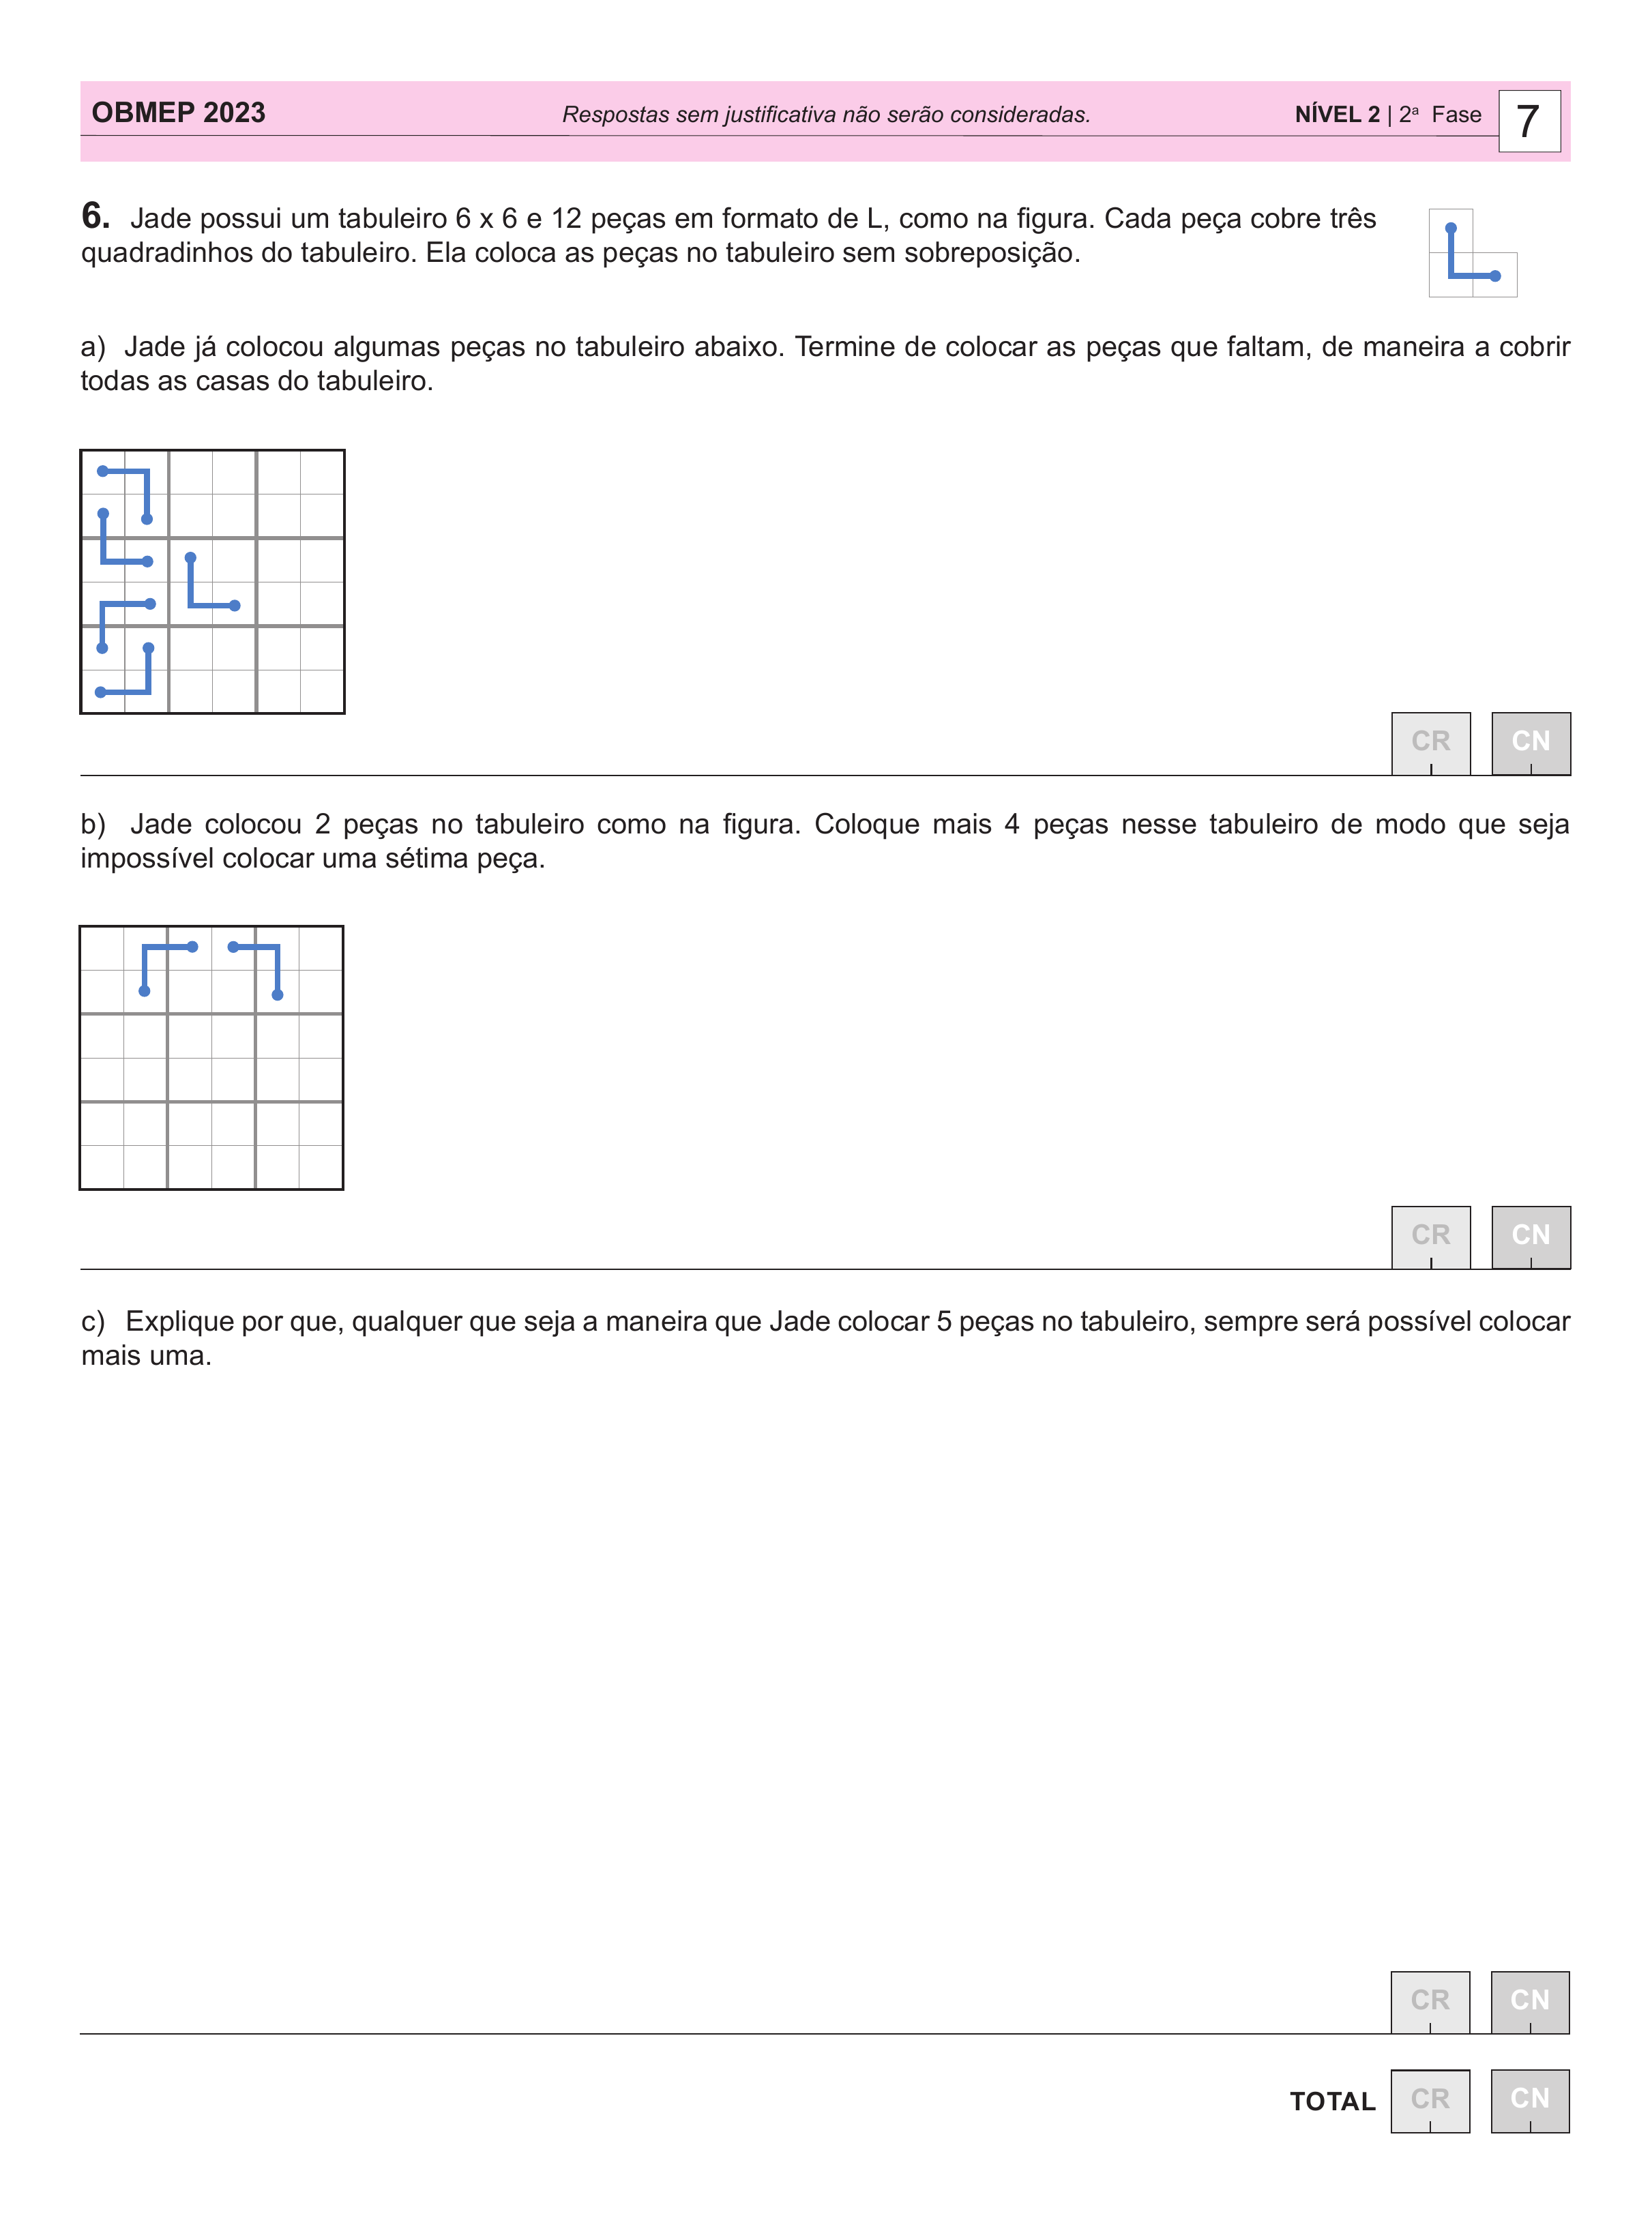 OBMEP 2023
Respostas sem justificativa não serão consideradas.
NÍVEL 2 | 2ª Fase
7
6. Jade possui um tabuleiro 6 x 6 e 12 peças em formato de L, como na figura. Cada peça cobre três
quadradinhos do tabuleiro. Ela coloca as peças no tabuleiro sem sobreposição.
a) Jade já colocou algumas peças no tabuleiro abaixo. Termine de colocar as peças que faltam, de maneira a cobrir
todas as casas do tabuleiro.
CR CN
b) Jade colocou 2 peças no tabuleiro como na figura. Coloque mais 4 peças nesse tabuleiro de modo que seja
impossível colocar uma sétima peça.
CR CN
c) Explique por que, qualquer que seja a maneira que Jade colocar 5 peças no tabuleiro, sempre será possível colocar
mais uma.
CR CN
TOTAL CR CN